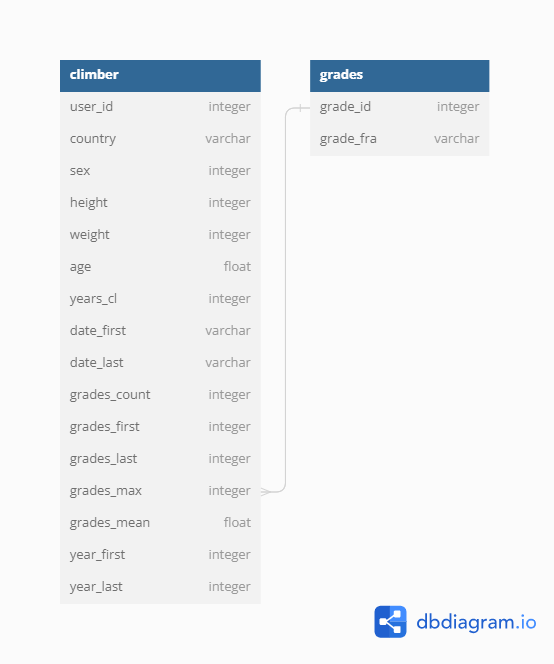 climber
user_id integer
country varchar
sex integer
height integer
weight integer
age float
years_cl integer
date_first varchar
date_last varchar
grades_count integer
grades_first integer
grades_last integer
grades_max integer
grades_mean float
year_first integer
year_last integer
grades
grade_id integer
grade_fra varchar
dbdiagram.io